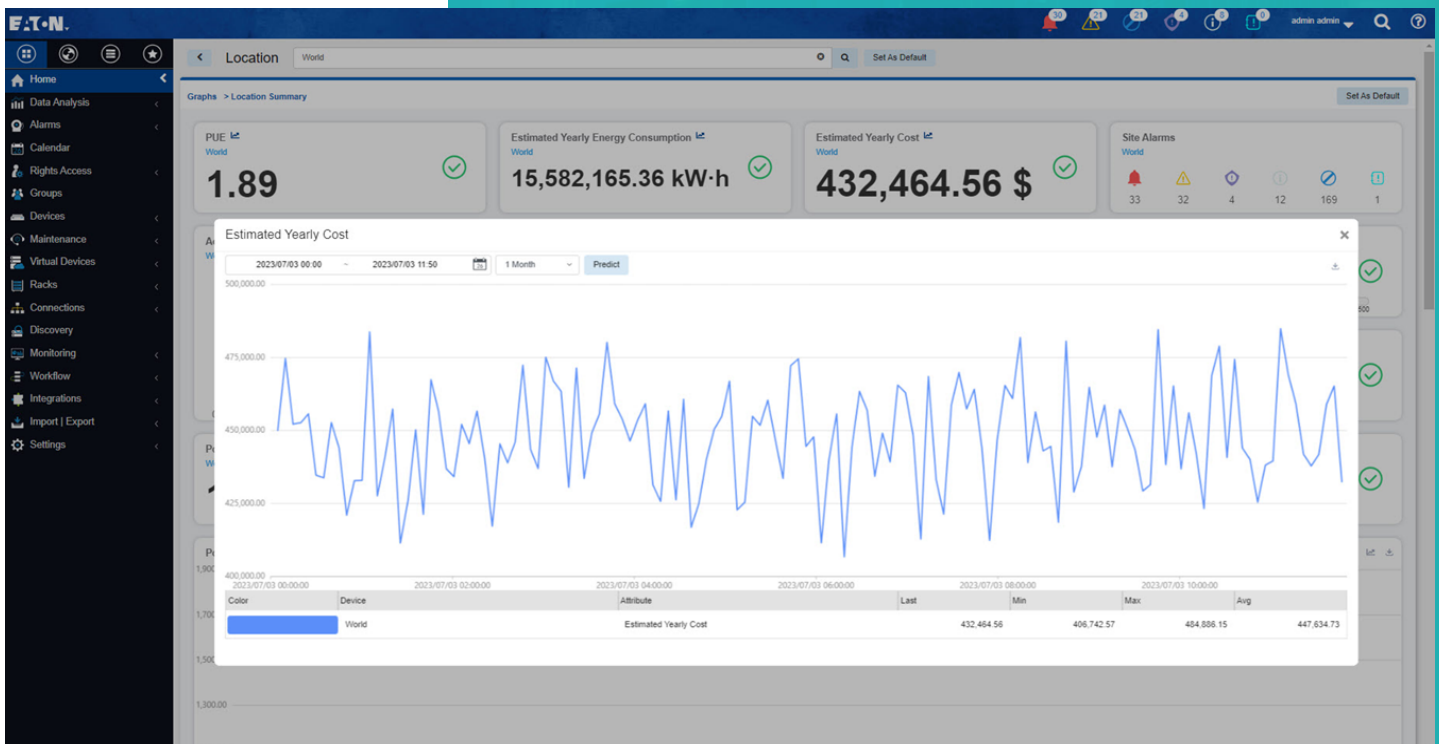 E·T·N
30 21 21 4 8 0 admin admin
Location World Set As Default
Home
Data Analysis
Alarms
Calendar
Rights Access
Groups
Devices
Maintenance
Virtual Devices
Racks
Connections
Discovery
Monitoring
Workflow
Integrations
Import | Export
Settings
Graphs > Location Summary Set As Default
PUE
World
1.89
Estimated Yearly Energy Consumption
World
15,582,165.36 kW·h
Estimated Yearly Cost
World
432,464.56 $
Site Alarms
World
33 32 4 12 169 1
Estimated Yearly Cost
2023/07/03 00:00 ~ 2023/07/03 11:50 1 Month Predict
500,000.00
475,000.00
450,000.00
425,000.00
400,000.00
2023/07/03 00:00:00 2023/07/03 02:00:00 2023/07/03 04:00:00 2023/07/03 06:00:00 2023/07/03 08:00:00 2023/07/03 10:00:00
Color Device Attribute Last Min Max Avg
World Estimated Yearly Cost 432,464.56 406,742.57 484,886.15 447,634.73
1,300.00